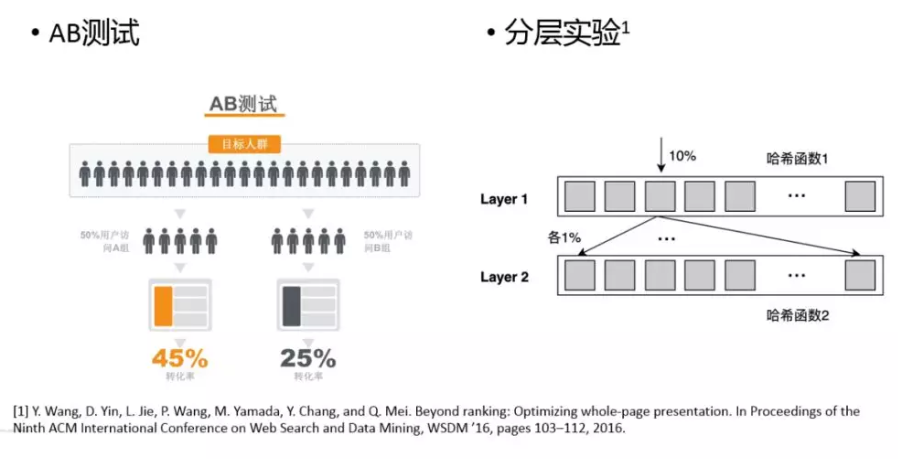 • AB测试
• 分层实验1
AB测试
目标人群
50%用户访
问A组
50%用户访
问B组
45%
转化率
25%
转化率
10%
哈希函数1
Layer 1
...
各1%
...
Layer 2
...
哈希函数2
[1] Y. Wang, D. Yin, L. Jie, P. Wang, M. Yamada, Y. Chang, and Q. Mei. Beyond ranking: Optimizing whole-page presentation. In Proceedings of the
Ninth ACM International Conference on Web Search and Data Mining, WSDM ’16, pages 103–112, 2016.